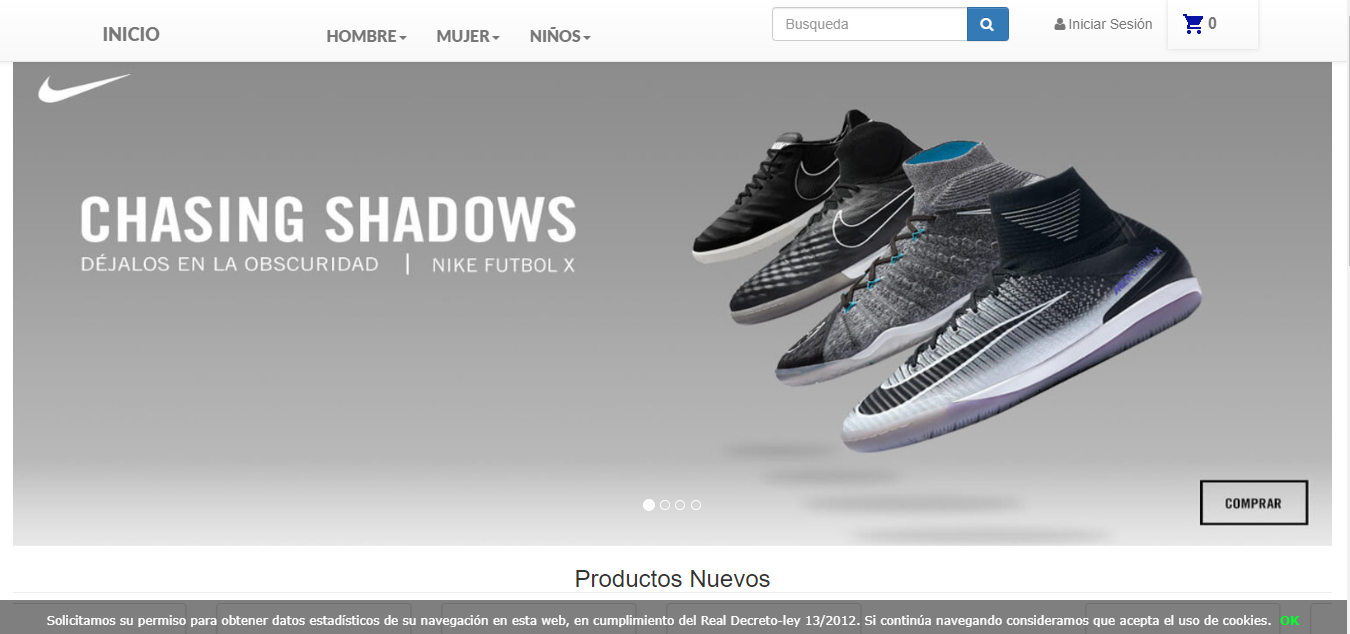 INICIO
HOMBRE
MUJER
NIÑOS
Busqueda
Iniciar Sesión
0
CHASING SHADOWS
DÉJALOS EN LA OBSCURIDAD | NIKE FUTBOL X
MERCURIAL X
COMPRAR
Productos Nuevos
Solicitamos su permiso para obtener datos estadísticos de su navegación en esta web, en cumplimiento del Real Decreto-ley 13/2012. Si continúa navegando consideramos que acepta el uso de cookies. OK